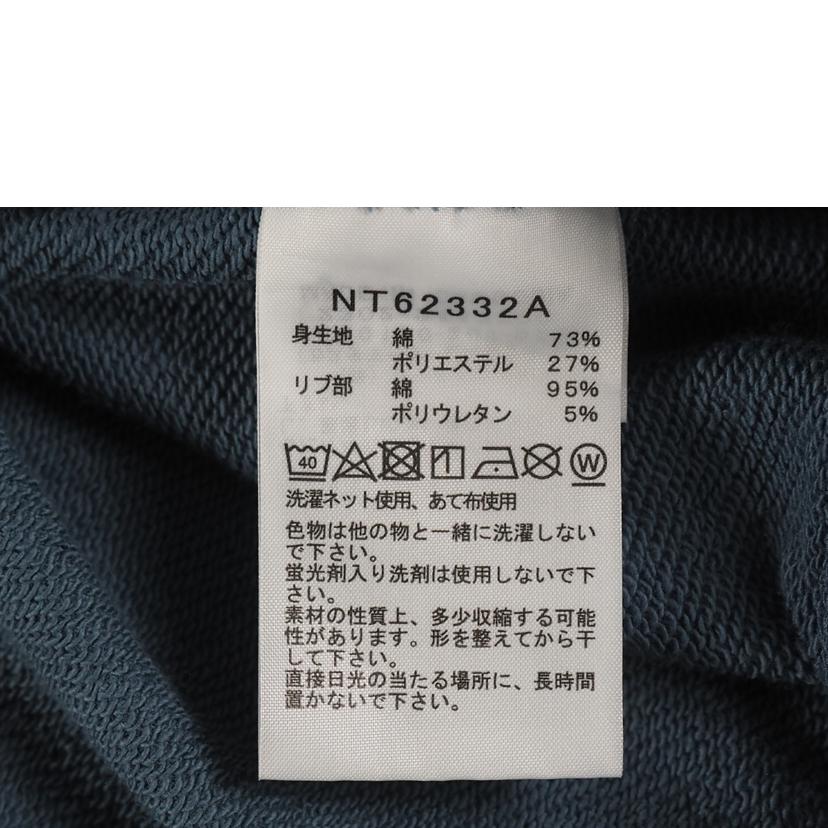 NT62332A
身生地 綿 73%
ポリエステル 27%
リブ部 綿 95%
ポリウレタン 5%
40 W
洗濯ネット使用、あて布使用
色物は他の物と一緒に洗濯しない
で下さい。
蛍光剤入り洗剤は使用しないで下
さい。
素材の性質上、多少収縮する可能
性があります。形を整えてから干
して下さい。
直接日光の当たる場所に、長時間
置かないで下さい。